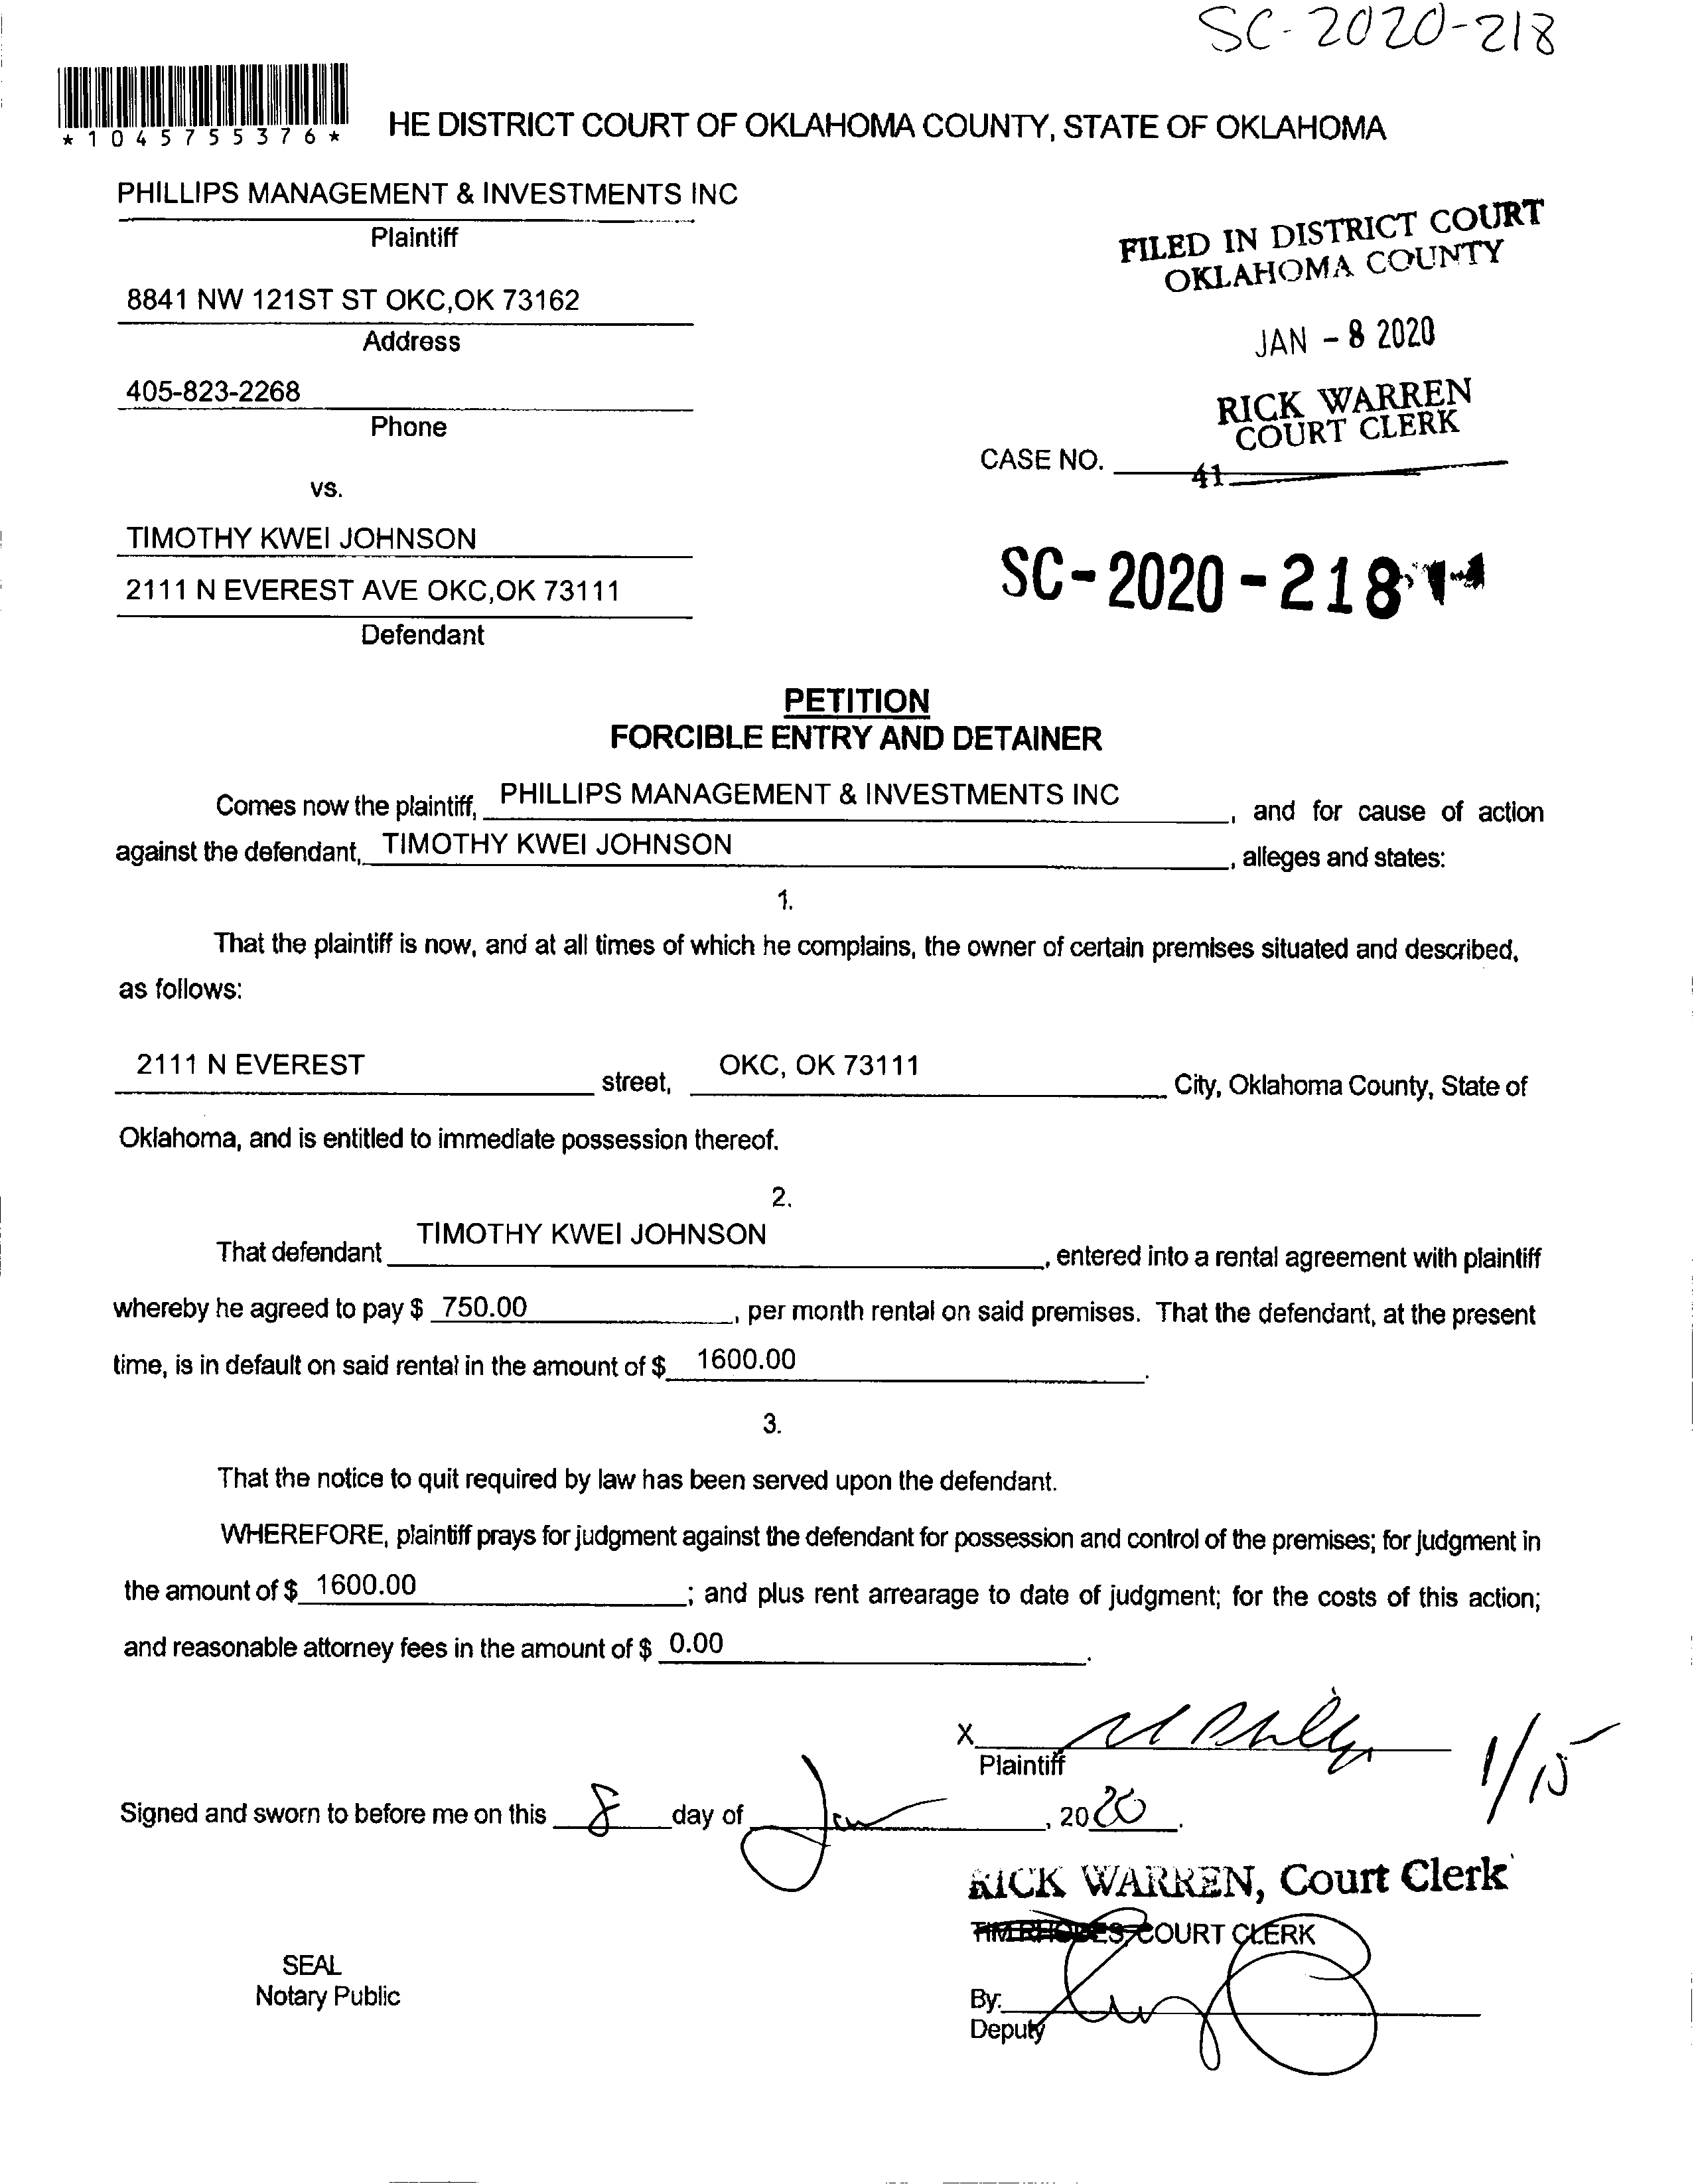 SC-2020-218
*1045755376*
HE DISTRICT COURT OF OKLAHOMA COUNTY, STATE OF OKLAHOMA
PHILLIPS MANAGEMENT & INVESTMENTS INC
Plaintiff
8841 NW 121ST ST OKC,OK 73162
Address
405-823-2268
Phone
vs.
TIMOTHY KWEI JOHNSON
2111 N EVEREST AVE OKC,OK 73111
Defendant
FILED IN DISTRICT COURT
OKLAHOMA COUNTY
JAN - 8 2020
RICK WARREN
COURT CLERK
CASE NO.
41
SC-2020-218
PETITION
FORCIBLE ENTRY AND DETAINER
Comes now the plaintiff, PHILLIPS MANAGEMENT & INVESTMENTS INC, and for cause of action
against the defendant, TIMOTHY KWEI JOHNSON, alleges and states:
1.
That the plaintiff is now, and at all times of which he complains, the owner of certain premises situated and described,
as follows:
2111 N EVEREST street, OKC, OK 73111 City, Oklahoma County, State of
Oklahoma, and is entitled to immediate possession thereof.
2.
That defendant TIMOTHY KWEI JOHNSON, entered into a rental agreement with plaintiff
whereby he agreed to pay $ 750.00, per month rental on said premises. That the defendant, at the present
time, is in default on said rental in the amount of $ 1600.00.
3.
That the notice to quit required by law has been served upon the defendant.
WHEREFORE, plaintiff prays for judgment against the defendant for possession and control of the premises; for judgment in
the amount of $ 1600.00; and plus rent arrearage to date of judgment; for the costs of this action;
and reasonable attorney fees in the amount of $ 0.00.
X
Plaintiff
1/15
Signed and sworn to before me on this 8 day of Jan, 2020.
RICK WARREN, Court Clerk
TIM RHODES, COURT CLERK
SEAL
Notary Public
By:
Deputy